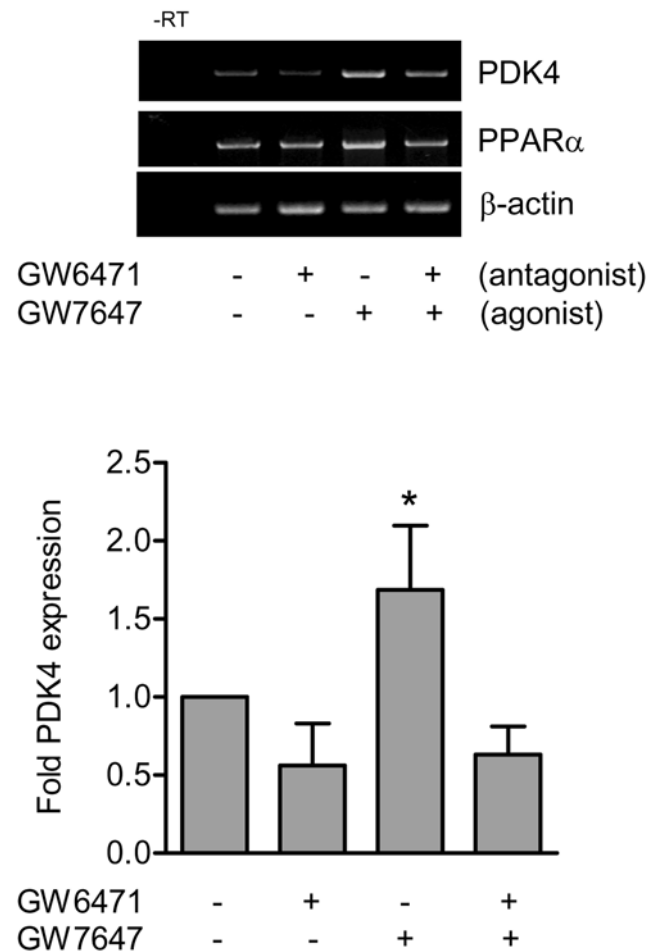 -RT
PDK4
PPARα
β-actin
GW6471 - + - + (antagonist)
GW7647 - - + + (agonist)
2.5
*
2.0
1.5
1.0
0.5
0.0
Fold PDK4 expression
GW6471 - + - +
GW7647 - - + +